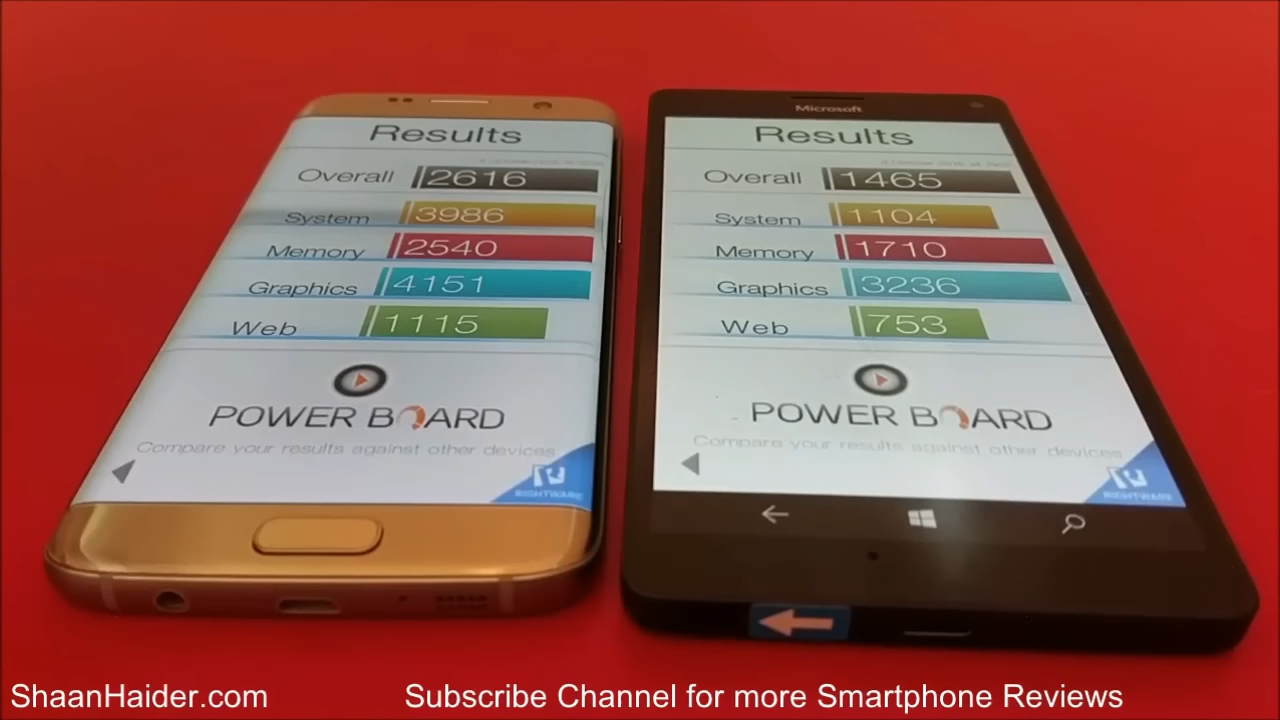 Results
Overall 2616
System 3986
Memory 2540
Graphics 4151
Web 1115
POWER BOARD
Compare your results against other devices
RIGHTWARE
Microsoft
Results
Overall 1465
System 1104
Memory 1710
Graphics 3236
Web 753
POWER BOARD
Compare your results against other devices
RIGHTWARE
ShaanHaider.com
Subscribe Channel for more Smartphone Reviews